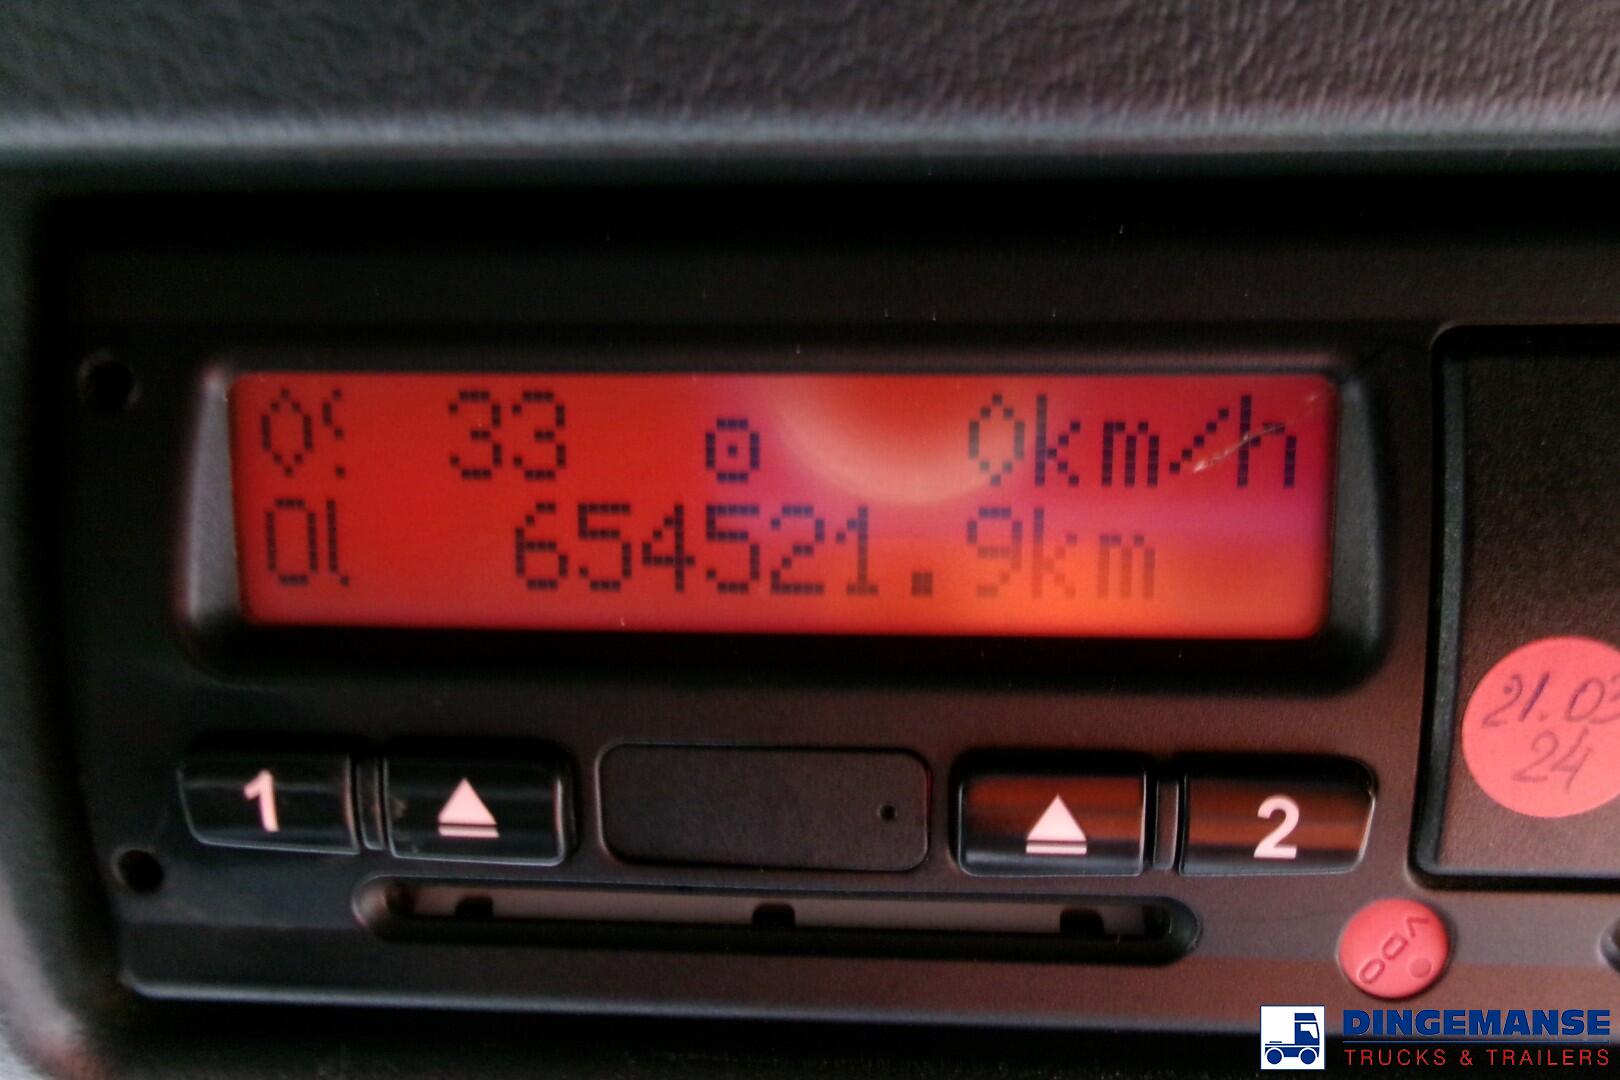 33 0km/h
654521.9km
1
2
21.03
24
VDO
DINGEMANSE
TRUCKS & TRAILERS